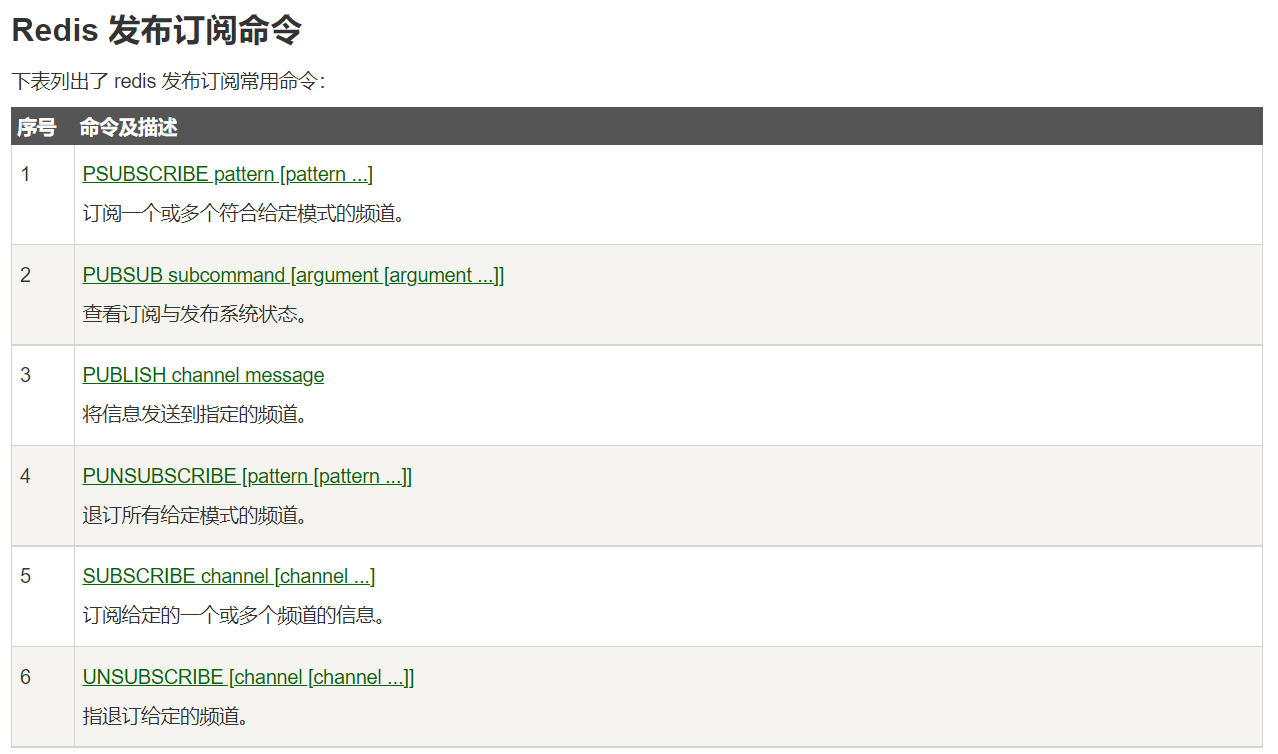 Redis 发布订阅命令
下表列出了 redis 发布订阅常用命令：
序号 命令及描述
1 PSUBSCRIBE pattern [pattern ...]
订阅一个或多个符合给定模式的频道。
2 PUBSUB subcommand [argument [argument ...]]
查看订阅与发布系统状态。
3 PUBLISH channel message
将信息发送到指定的频道。
4 PUNSUBSCRIBE [pattern [pattern ...]]
退订所有给定模式的频道。
5 SUBSCRIBE channel [channel ...]
订阅给定的一个或多个频道的信息。
6 UNSUBSCRIBE [channel [channel ...]]
指退订给定的频道。